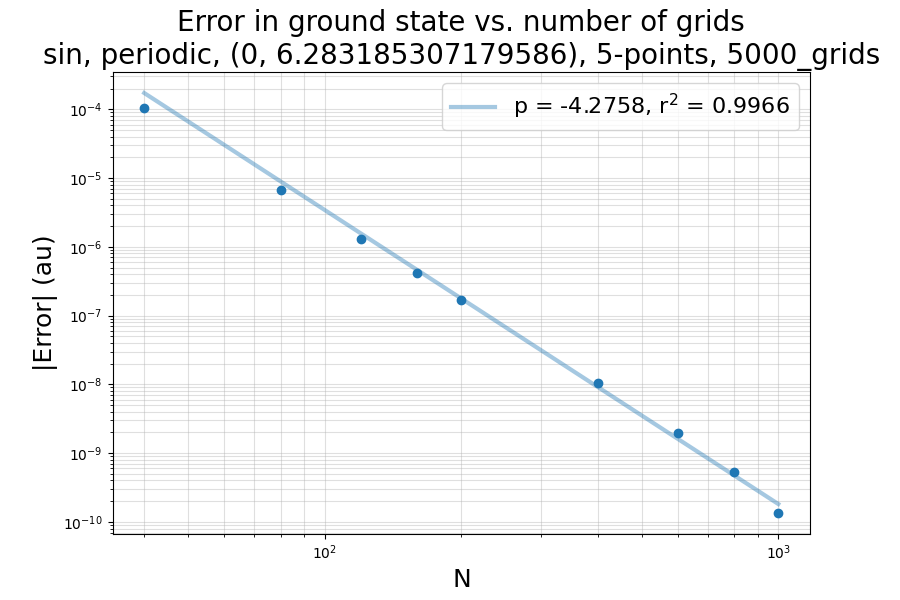 Error in ground state vs. number of grids
sin, periodic, (0, 6.283185307179586), 5-points, 5000_grids
p = -4.2758, r² = 0.9966
|Error| (au)
10⁻⁴
10⁻⁵
10⁻⁶
10⁻⁷
10⁻⁸
10⁻⁹
10⁻¹⁰
10²
10³
N